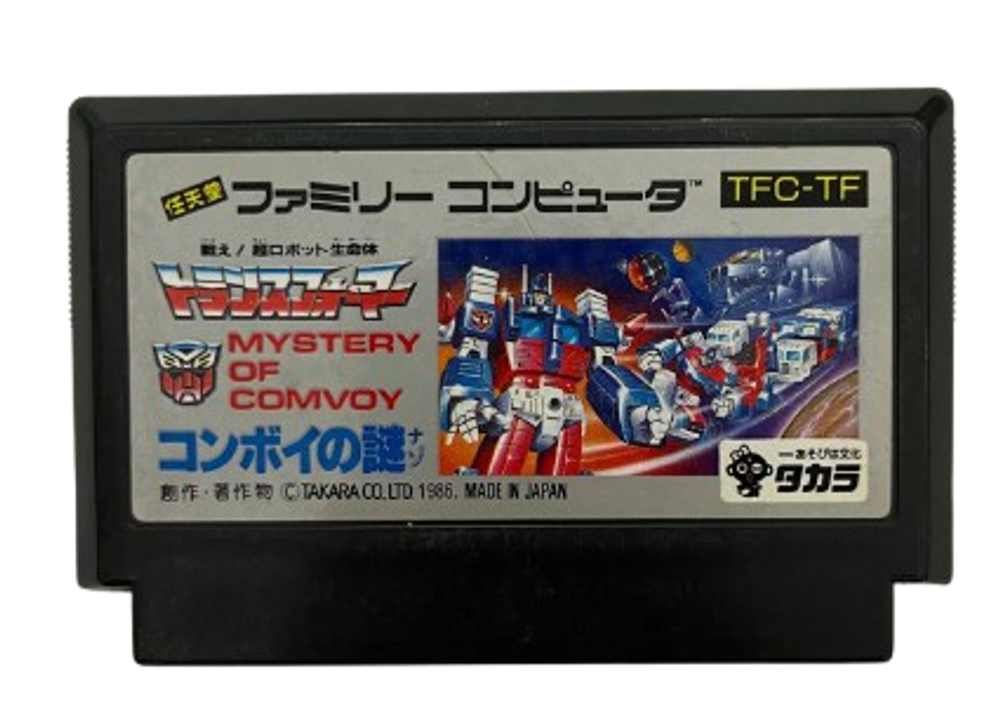 任天堂 ファミリー コンピュータ™ TFC-TF
戦え!超ロボット生命体
トランスフォーマー
MYSTERY
OF
COMVOY
コンボイの謎
ナゾ
創作・著作物 ©TAKARA CO.,LTD. 1986. MADE IN JAPAN
あそびは文化
タカラ